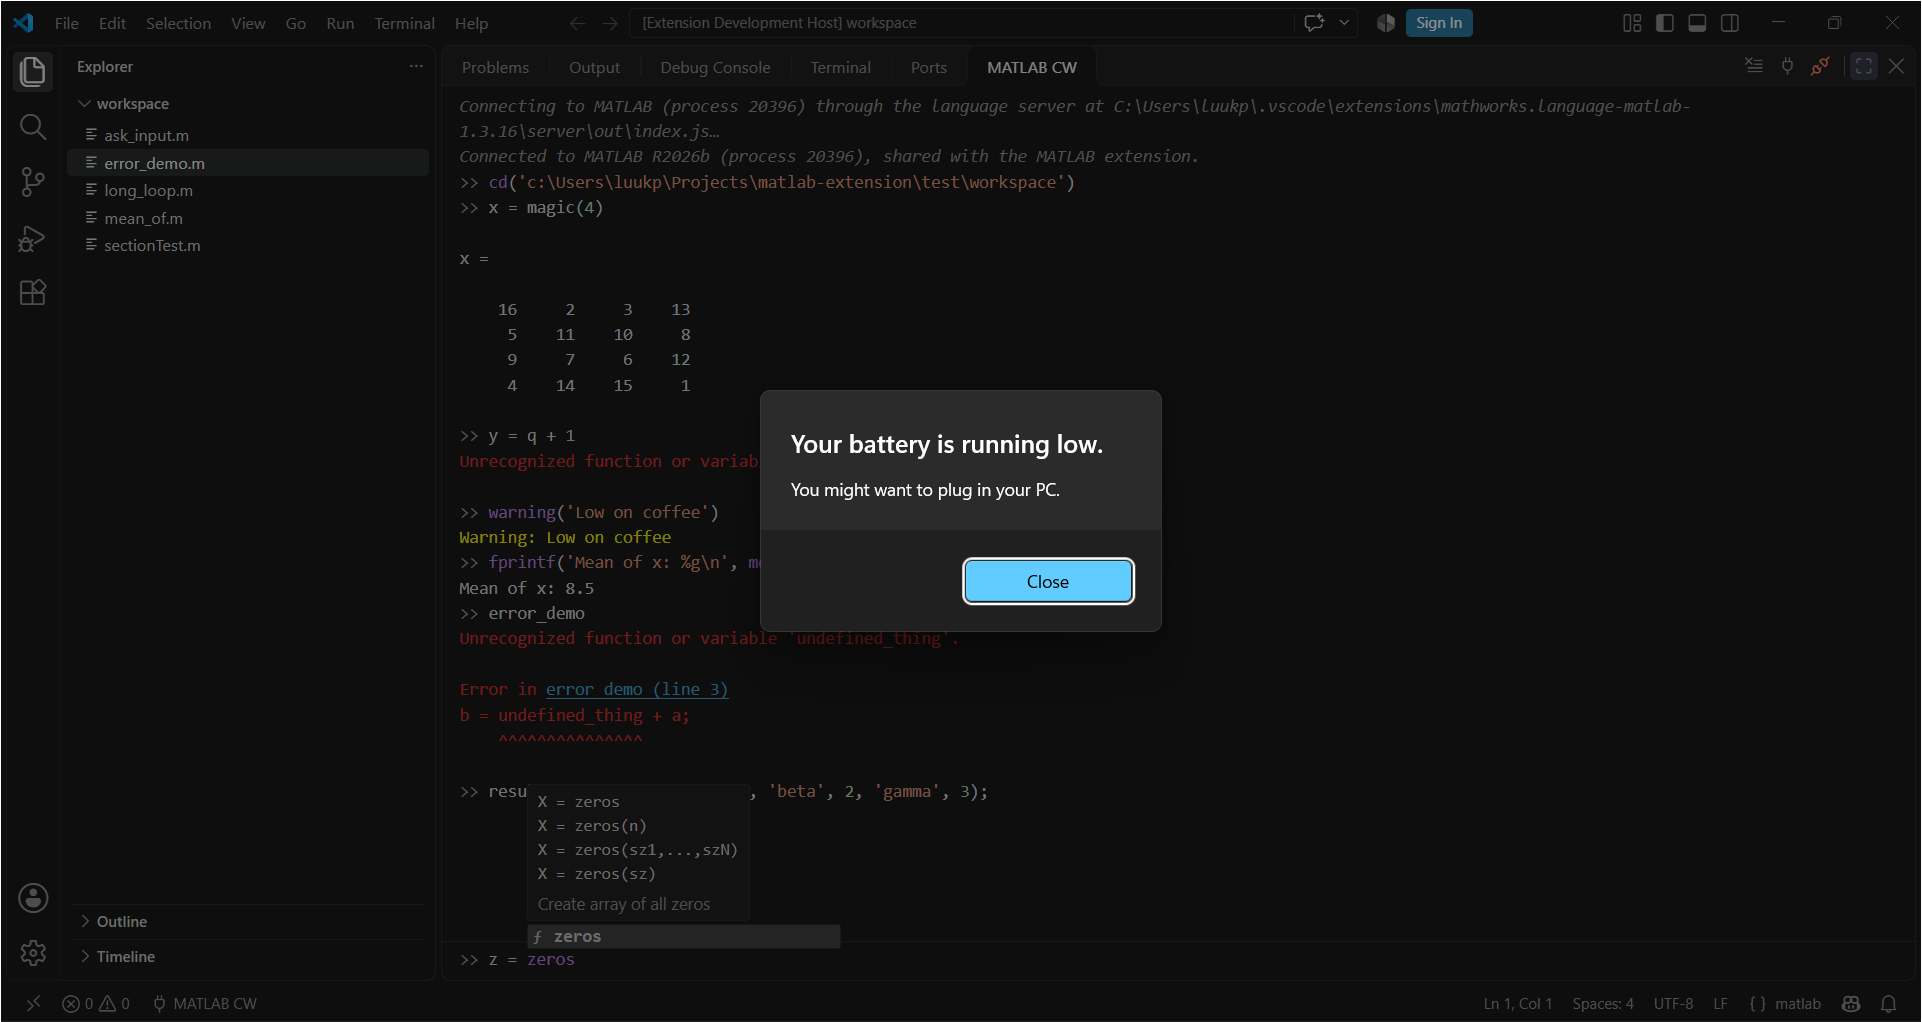 File Edit Selection View Go Run Terminal Help
[Extension Development Host] workspace
Sign In
Explorer
workspace
ask_input.m
error_demo.m
long_loop.m
mean_of.m
sectionTest.m
Outline
Timeline
Problems Output Debug Console Terminal Ports MATLAB CW
Connecting to MATLAB (process 20396) through the language server at C:\Users\luukp\.vscode\extensions\mathworks.language-matlab-
1.3.16\server\out\index.js…
Connected to MATLAB R2026b (process 20396), shared with the MATLAB extension.
>> cd('c:\Users\luukp\Projects\matlab-extension\test\workspace')
>> x = magic(4)
x =
16 2 3 13
5 11 10 8
9 7 6 12
4 14 15 1
>> y = q + 1
Unrecognized function or variab
>> warning('Low on coffee')
Warning: Low on coffee
>> fprintf('Mean of x: %g\n', m
Mean of x: 8.5
>> error_demo
Unrecognized function or variable 'undefined_thing'.
Error in error_demo (line 3)
b = undefined_thing + a;
^^^^^^^^^^^^^^^
>> resu , 'beta', 2, 'gamma', 3);
X = zeros
X = zeros(n)
X = zeros(sz1,...,szN)
X = zeros(sz)
Create array of all zeros
ƒ zeros
>> z = zeros
Your battery is running low.
You might want to plug in your PC.
Close
0 0 MATLAB CW
Ln 1, Col 1 Spaces: 4 UTF-8 LF { } matlab